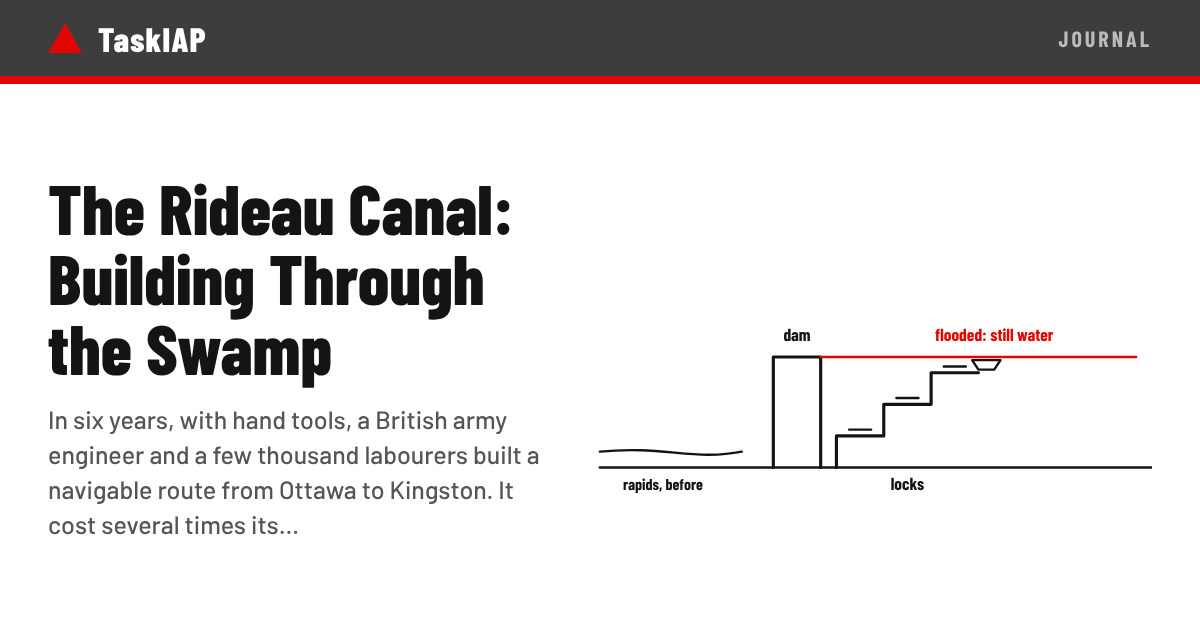 TaskIAP
JOURNAL
The Rideau Canal:
Building Through
the Swamp
In six years, with hand tools, a British army
engineer and a few thousand labourers built a
navigable route from Ottawa to Kingston. It
cost several times its...
dam
flooded: still water
rapids, before
locks